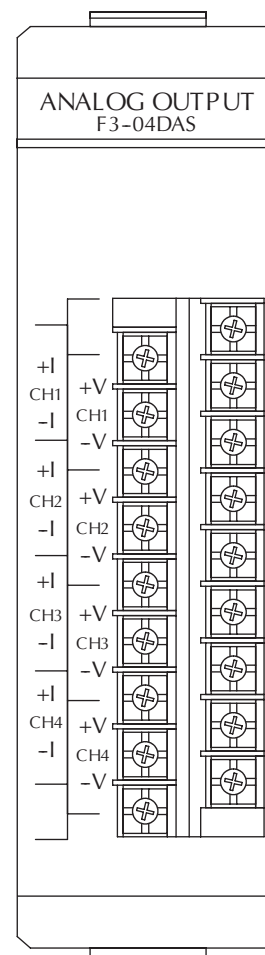 ANALOG OUTPUT
F3-04DAS
+I
CH1
-I
+V
CH1
-V
+I
CH2
-I
+V
CH2
-V
+I
CH3
-I
+V
CH3
-V
+I
CH4
-I
+V
CH4
-V